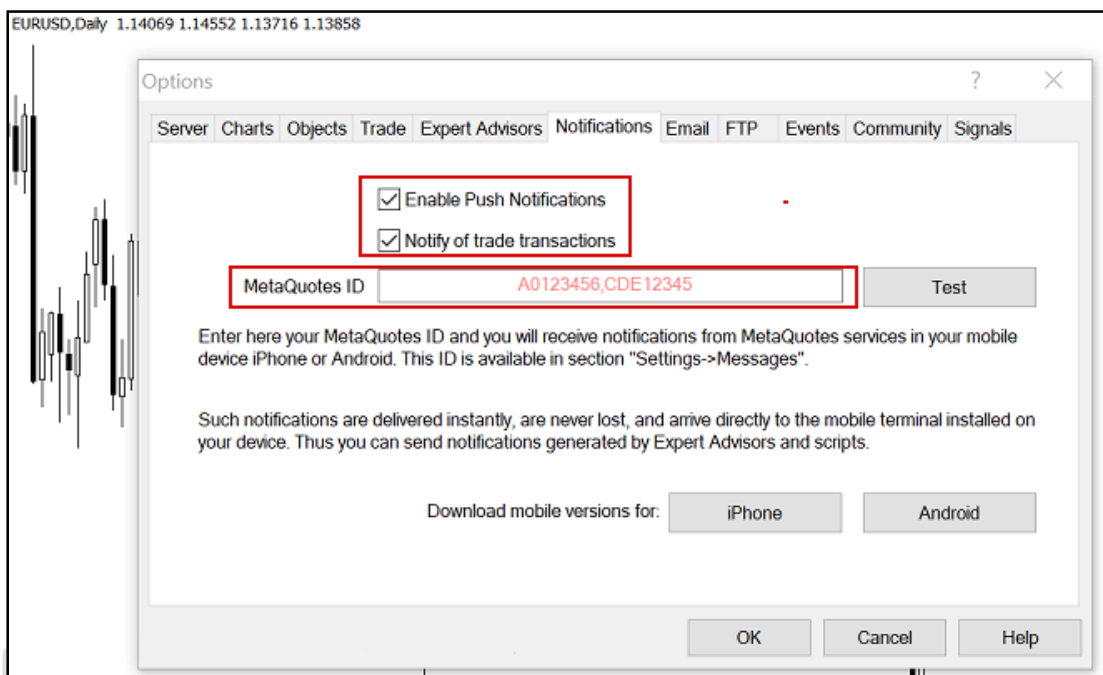 EURUSD,Daily 1.14069 1.14552 1.13716 1.13858
Options
Server Charts Objects Trade Expert Advisors Notifications Email FTP Events Community Signals
Enable Push Notifications
Notify of trade transactions
MetaQuotes ID A0123456,CDE12345 Test
Enter here your MetaQuotes ID and you will receive notifications from MetaQuotes services in your mobile
device iPhone or Android. This ID is available in section "Settings->Messages".
Such notifications are delivered instantly, are never lost, and arrive directly to the mobile terminal installed on
your device. Thus you can send notifications generated by Expert Advisors and scripts.
Download mobile versions for: iPhone Android
OK Cancel Help